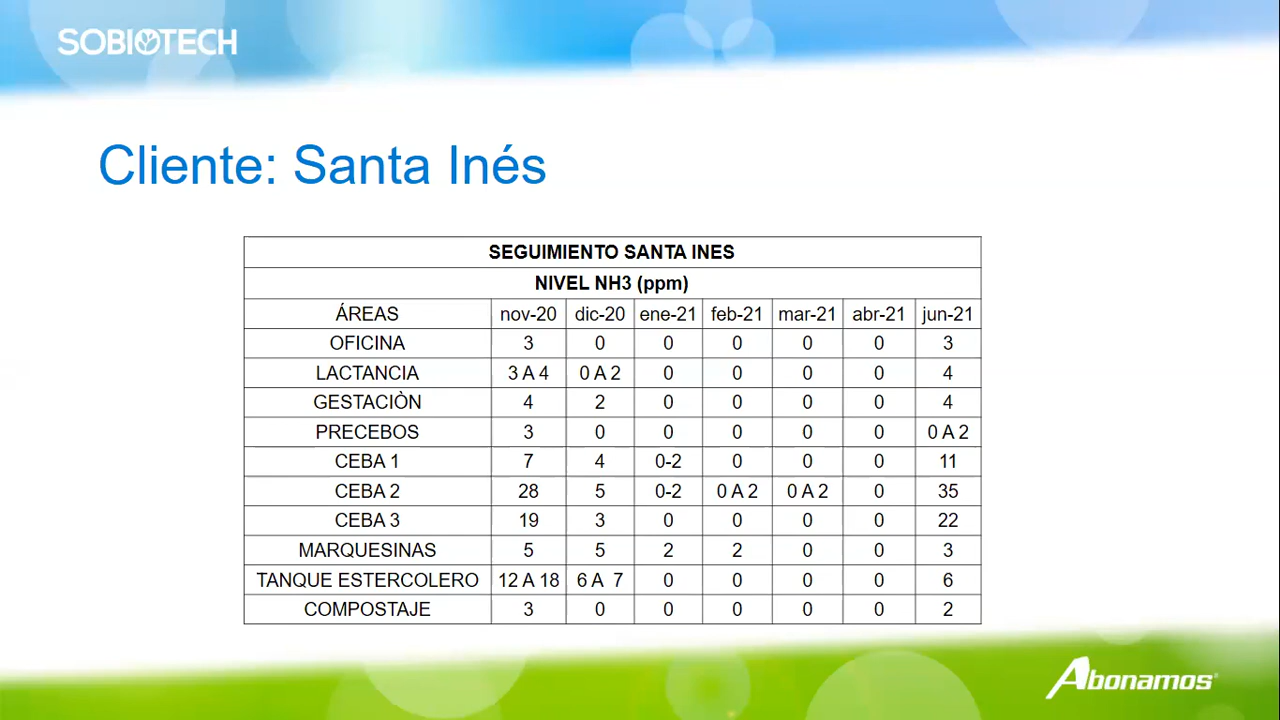 SOBIOTECH
Cliente: Santa Inés
SEGUIMIENTO SANTA INES
NIVEL NH3 (ppm)
ÁREAS nov-20 dic-20 ene-21 feb-21 mar-21 abr-21 jun-21
OFICINA 3 0 0 0 0 0 3
LACTANCIA 3 A 4 0 A 2 0 0 0 0 4
GESTACIÒN 4 2 0 0 0 0 4
PRECEBOS 3 0 0 0 0 0 0 A 2
CEBA 1 7 4 0-2 0 0 0 11
CEBA 2 28 5 0-2 0 A 2 0 A 2 0 35
CEBA 3 19 3 0 0 0 0 22
MARQUESINAS 5 5 2 2 0 0 3
TANQUE ESTERCOLERO 12 A 18 6 A 7 0 0 0 0 6
COMPOSTAJE 3 0 0 0 0 0 2
Abonamos